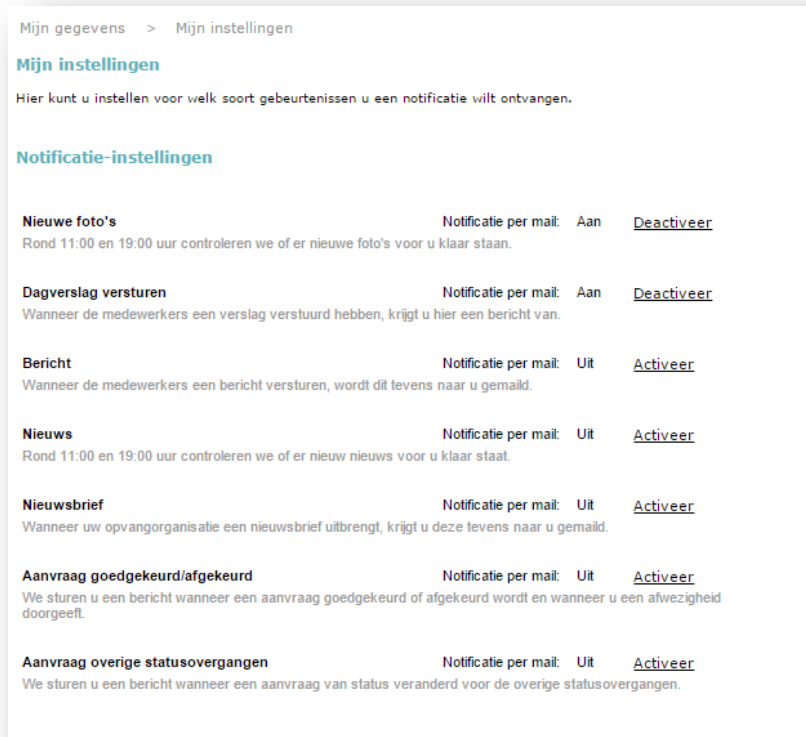 Mijn gegevens > Mijn instellingen
Mijn instellingen
Hier kunt u instellen voor welk soort gebeurtenissen u een notificatie wilt ontvangen.
Notificatie-instellingen
Nieuwe foto's Notificatie per mail: Aan Deactiveer
Rond 11:00 en 19:00 uur controleren we of er nieuwe foto's voor u klaar staan.
Dagverslag versturen Notificatie per mail: Aan Deactiveer
Wanneer de medewerkers een verslag verstuurd hebben, krijgt u hier een bericht van.
Bericht Notificatie per mail: Uit Activeer
Wanneer de medewerkers een bericht versturen, wordt dit tevens naar u gemaild.
Nieuws Notificatie per mail: Uit Activeer
Rond 11:00 en 19:00 uur controleren we of er nieuw nieuws voor u klaar staat.
Nieuwsbrief Notificatie per mail: Uit Activeer
Wanneer uw opvangorganisatie een nieuwsbrief uitbrengt, krijgt u deze tevens naar u gemaild.
Aanvraag goedgekeurd/afgekeurd Notificatie per mail: Uit Activeer
We sturen u een bericht wanneer een aanvraag goedgekeurd of afgekeurd wordt en wanneer u een afwezigheid
doorgeeft.
Aanvraag overige statusovergangen Notificatie per mail: Uit Activeer
We sturen u een bericht wanneer een aanvraag van status veranderd voor de overige statusovergangen.